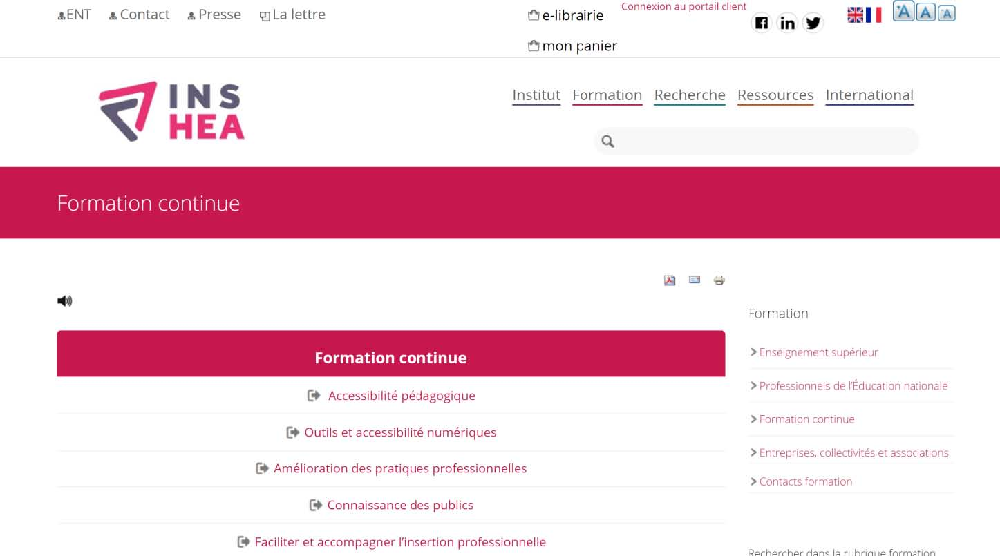 ENT Contact Presse La lettre
e-librairie
Connexion au portail client
A A A
mon panier
INS
HEA
Institut Formation Recherche Ressources International
Formation continue
Formation
Formation continue
Accessibilité pédagogique
Outils et accessibilité numériques
Amélioration des pratiques professionnelles
Connaissance des publics
Faciliter et accompagner l'insertion professionnelle
Enseignement supérieur
Professionnels de l'Éducation nationale
Formation continue
Entreprises, collectivités et associations
Contacts formation
Rechercher dans la rubrique formation